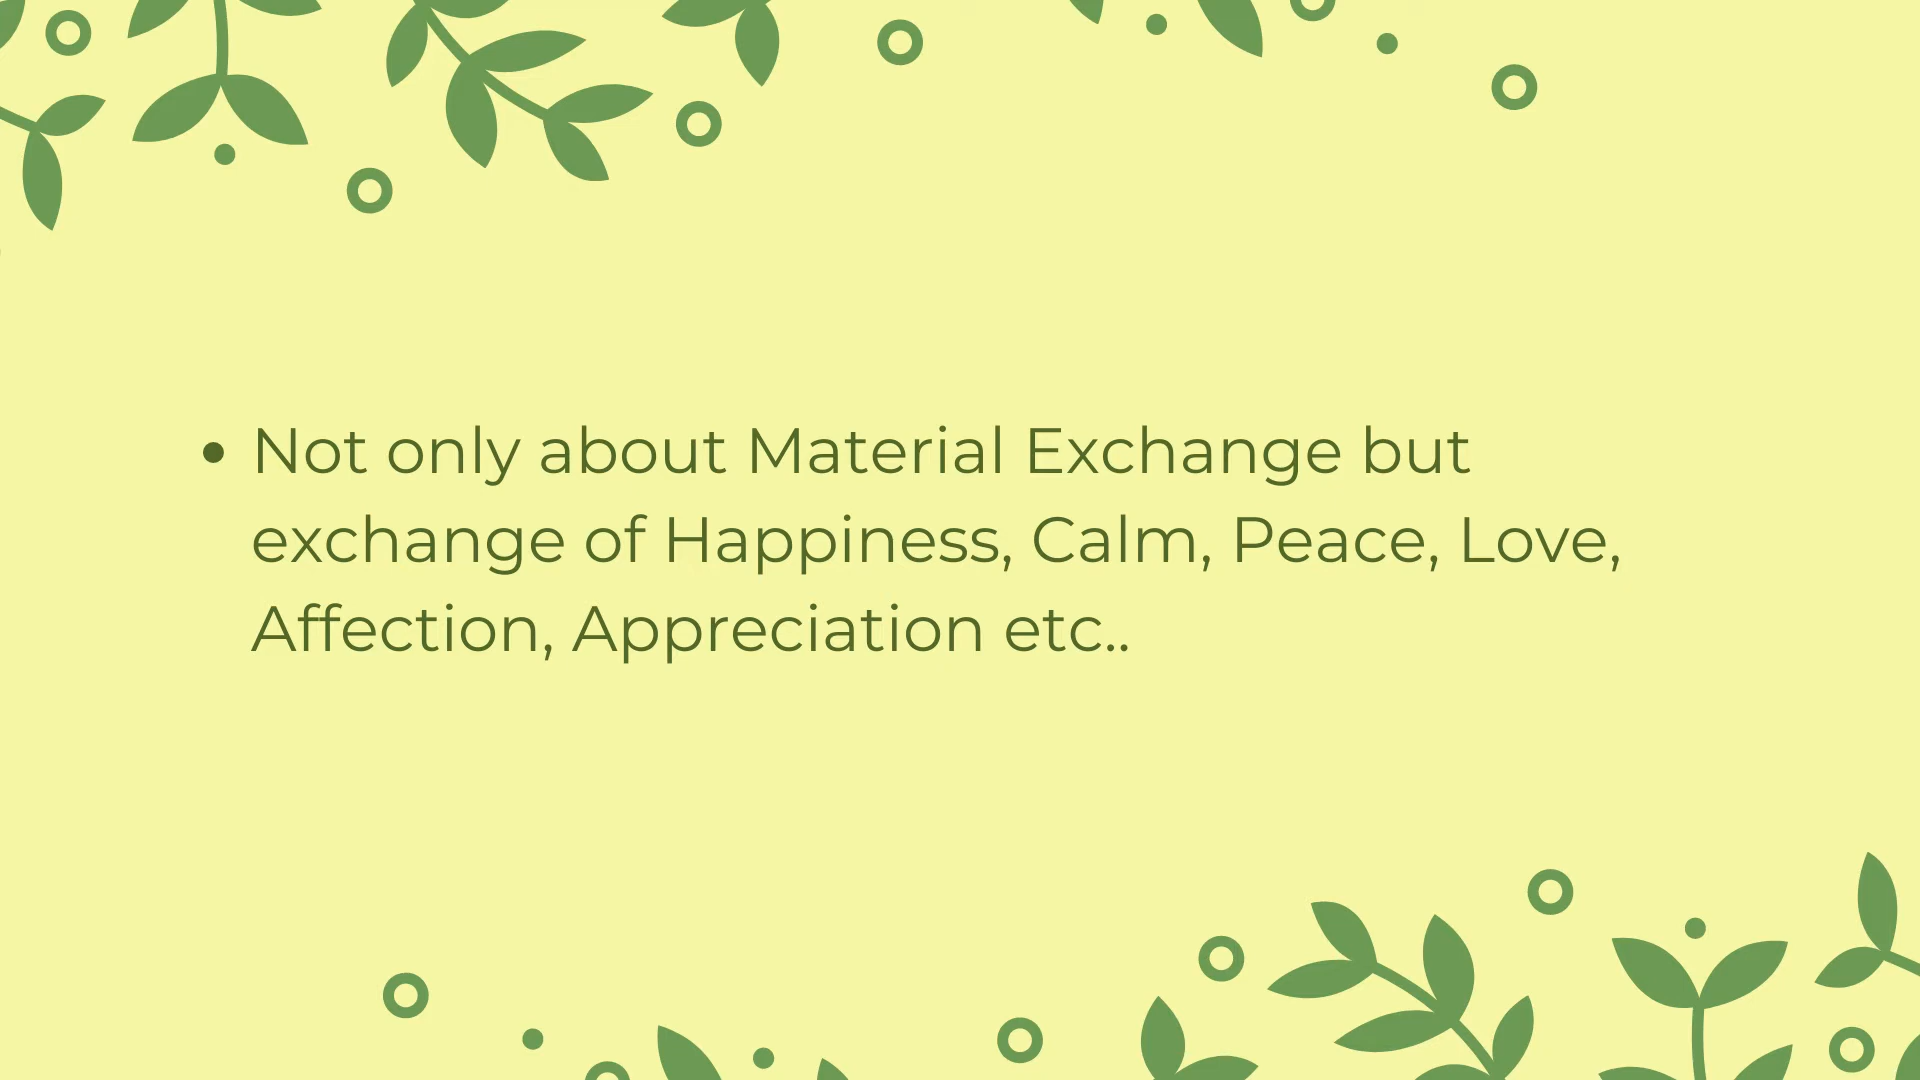 • Not only about Material Exchange but
exchange of Happiness, Calm, Peace, Love,
Affection, Appreciation etc..